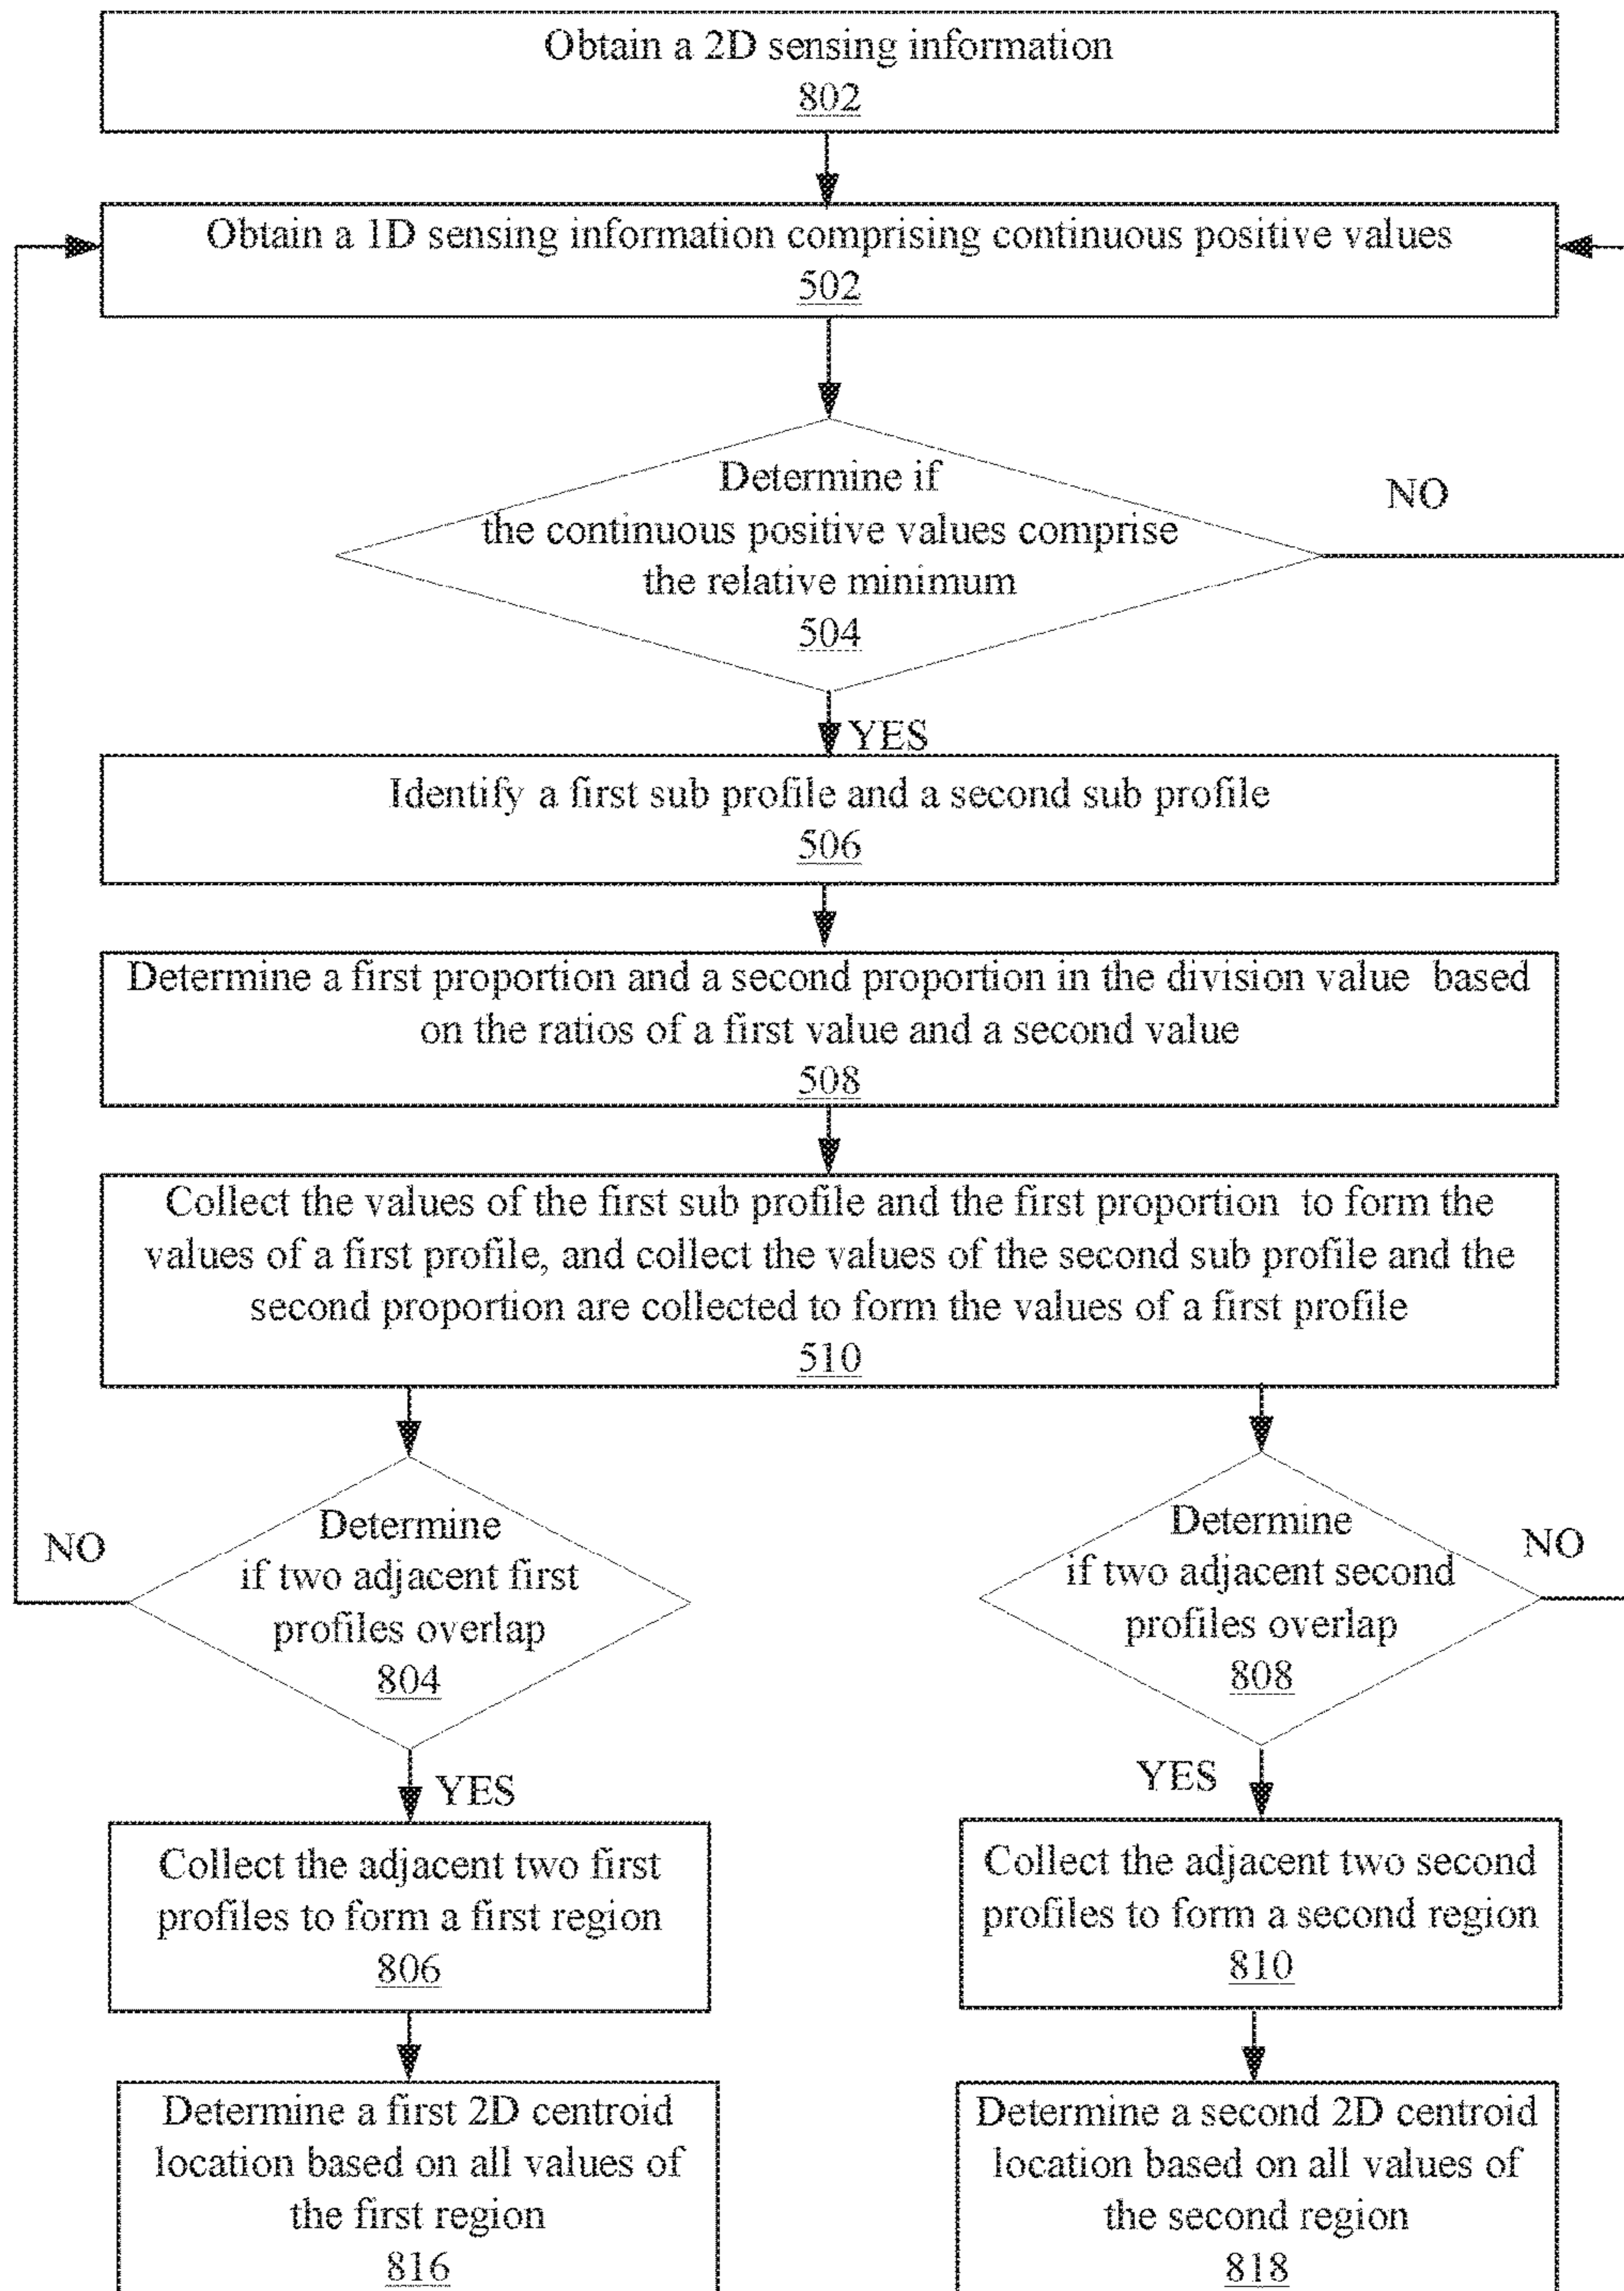 Obtain a 2D sensing information
802
Obtain a 1D sensing information comprising continuous positive values
502
Determine if
the continuous positive values comprise
the relative minimum
504
NO
YES
Identify a first sub profile and a second sub profile
506
Determine a first proportion and a second proportion in the division value based
on the ratios of a first value and a second value
508
Collect the values of the first sub profile and the first proportion to form the
values of a first profile, and collect the values of the second sub profile and the
second proportion are collected to form the values of a first profile
510
Determine
if two adjacent first
profiles overlap
804
NO
YES
Determine
if two adjacent second
profiles overlap
808
NO
YES
Collect the adjacent two first
profiles to form a first region
806
Collect the adjacent two second
profiles to form a second region
810
Determine a first 2D centroid
location based on all values of
the first region
816
Determine a second 2D centroid
location based on all values of
the second region
818